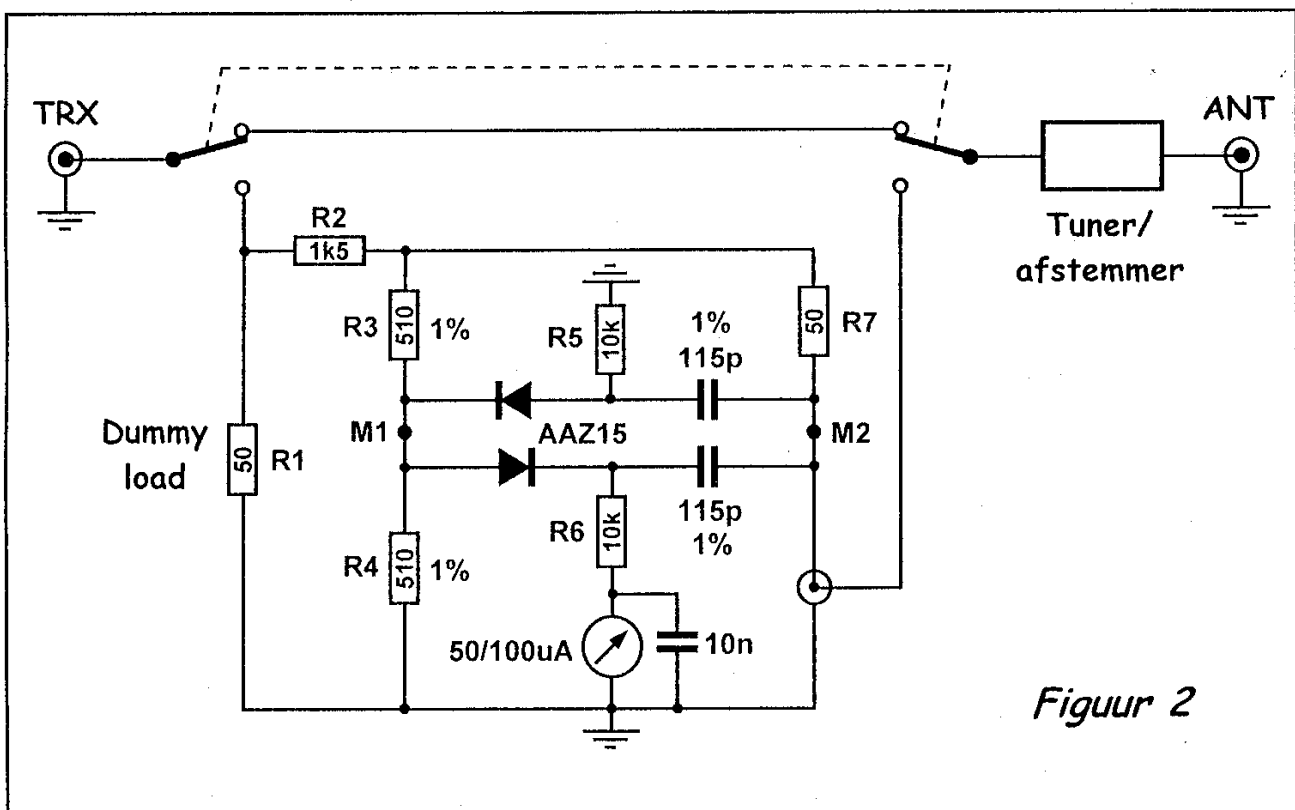 TRX
ANT
R2
1k5
Tuner/
afstemmer
R3
510
1%
R5
10k
1%
115p
50
R7
Dummy
load
50
R1
M1
AAZ15
M2
R4
510
1%
R6
10k
115p
1%
50/100uA
10n
Figuur 2